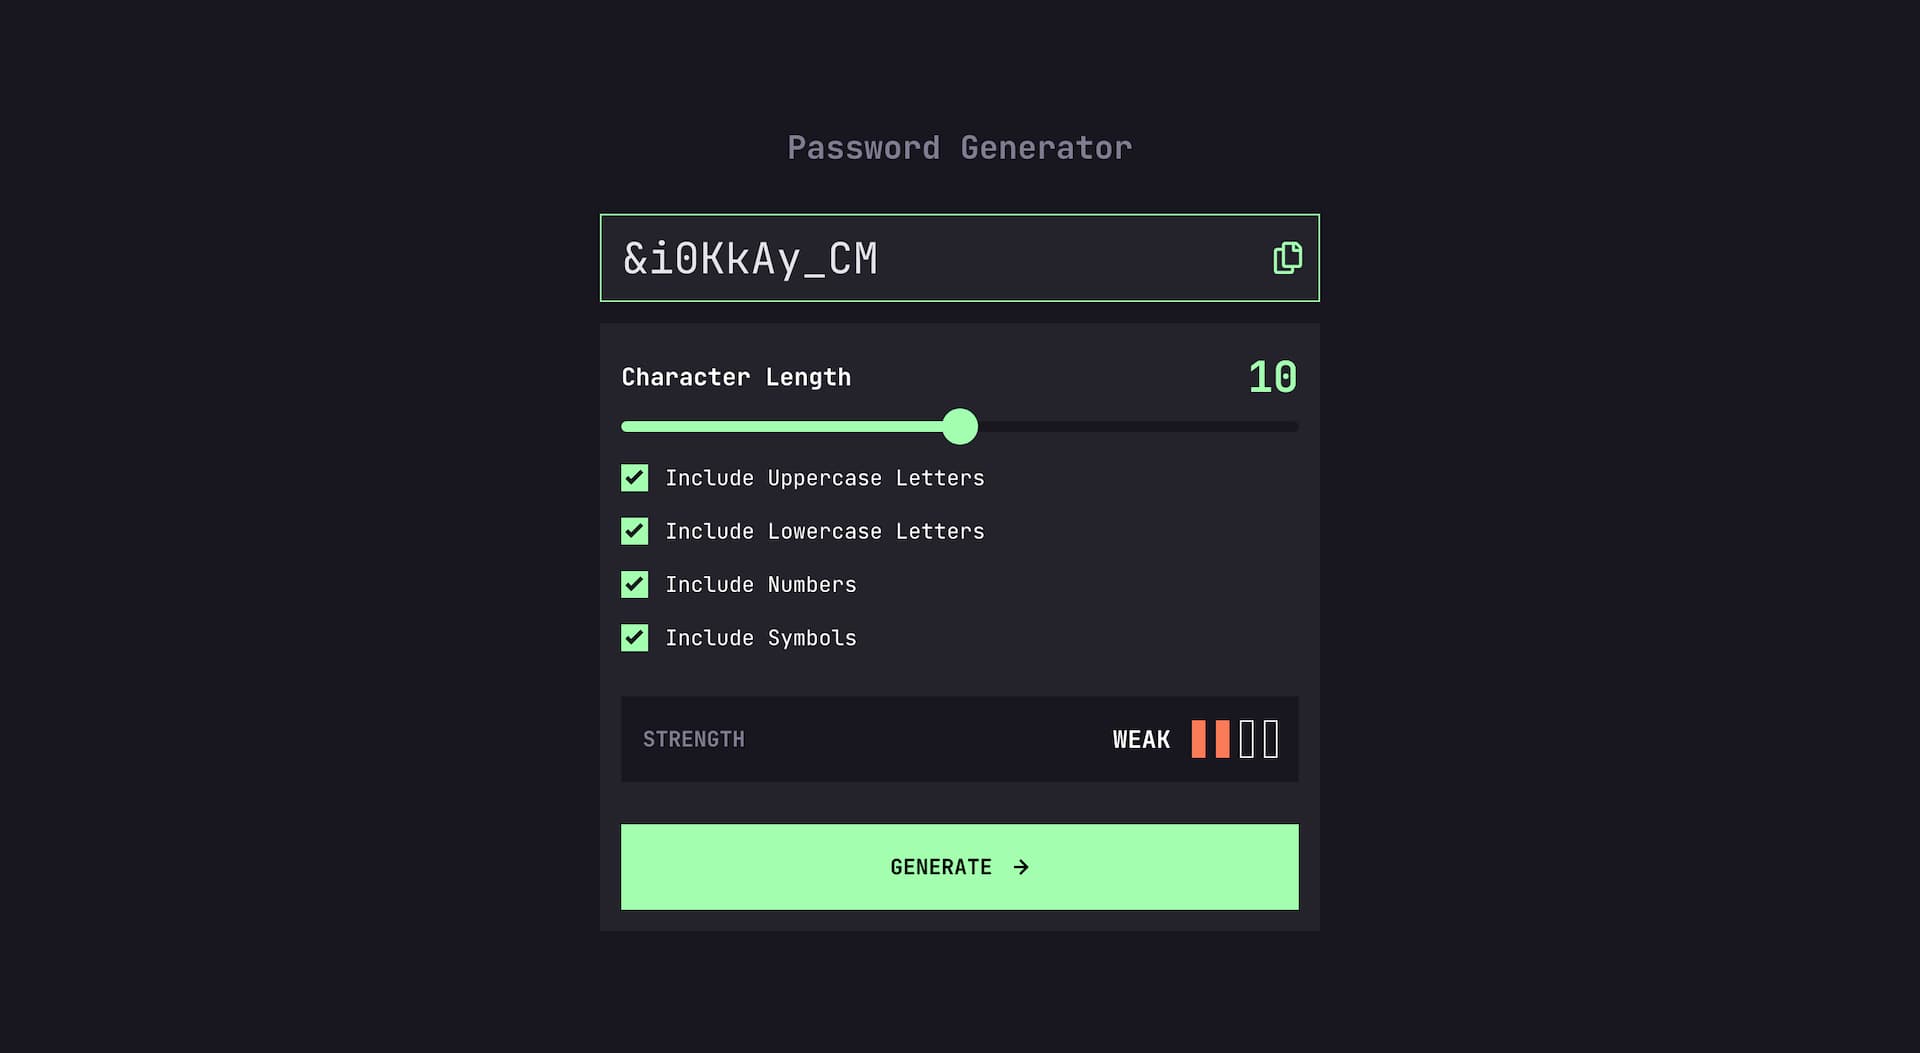 Password Generator
&i0KkAy_CM
Character Length 10
Include Uppercase Letters
Include Lowercase Letters
Include Numbers
Include Symbols
STRENGTH WEAK
GENERATE →